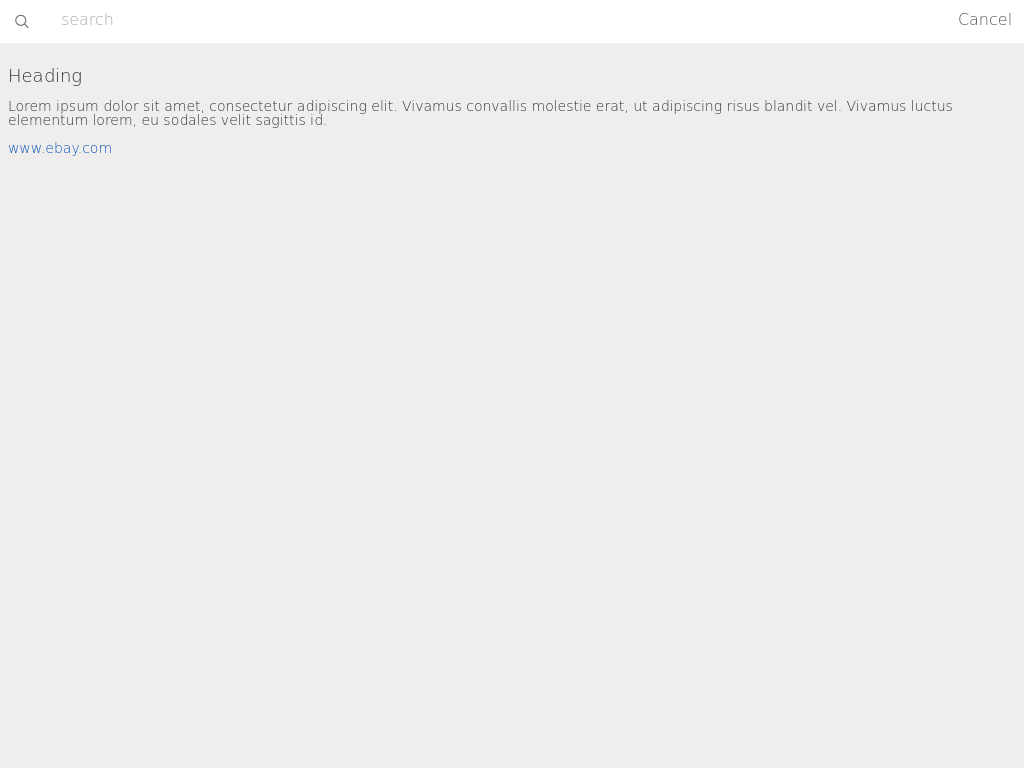 search
Cancel
Heading
Lorem ipsum dolor sit amet, consectetur adipiscing elit. Vivamus convallis molestie erat, ut adipiscing risus blandit vel. Vivamus luctus
elementum lorem, eu sodales velit sagittis id.
www.ebay.com